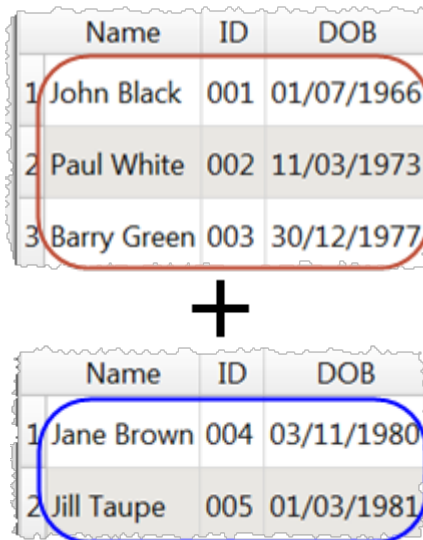 Name ID DOB
1 John Black 001 01/07/1966
2 Paul White 002 11/03/1973
3 Barry Green 003 30/12/1977
+
Name ID DOB
1 Jane Brown 004 03/11/1980
2 Jill Taupe 005 01/03/1981